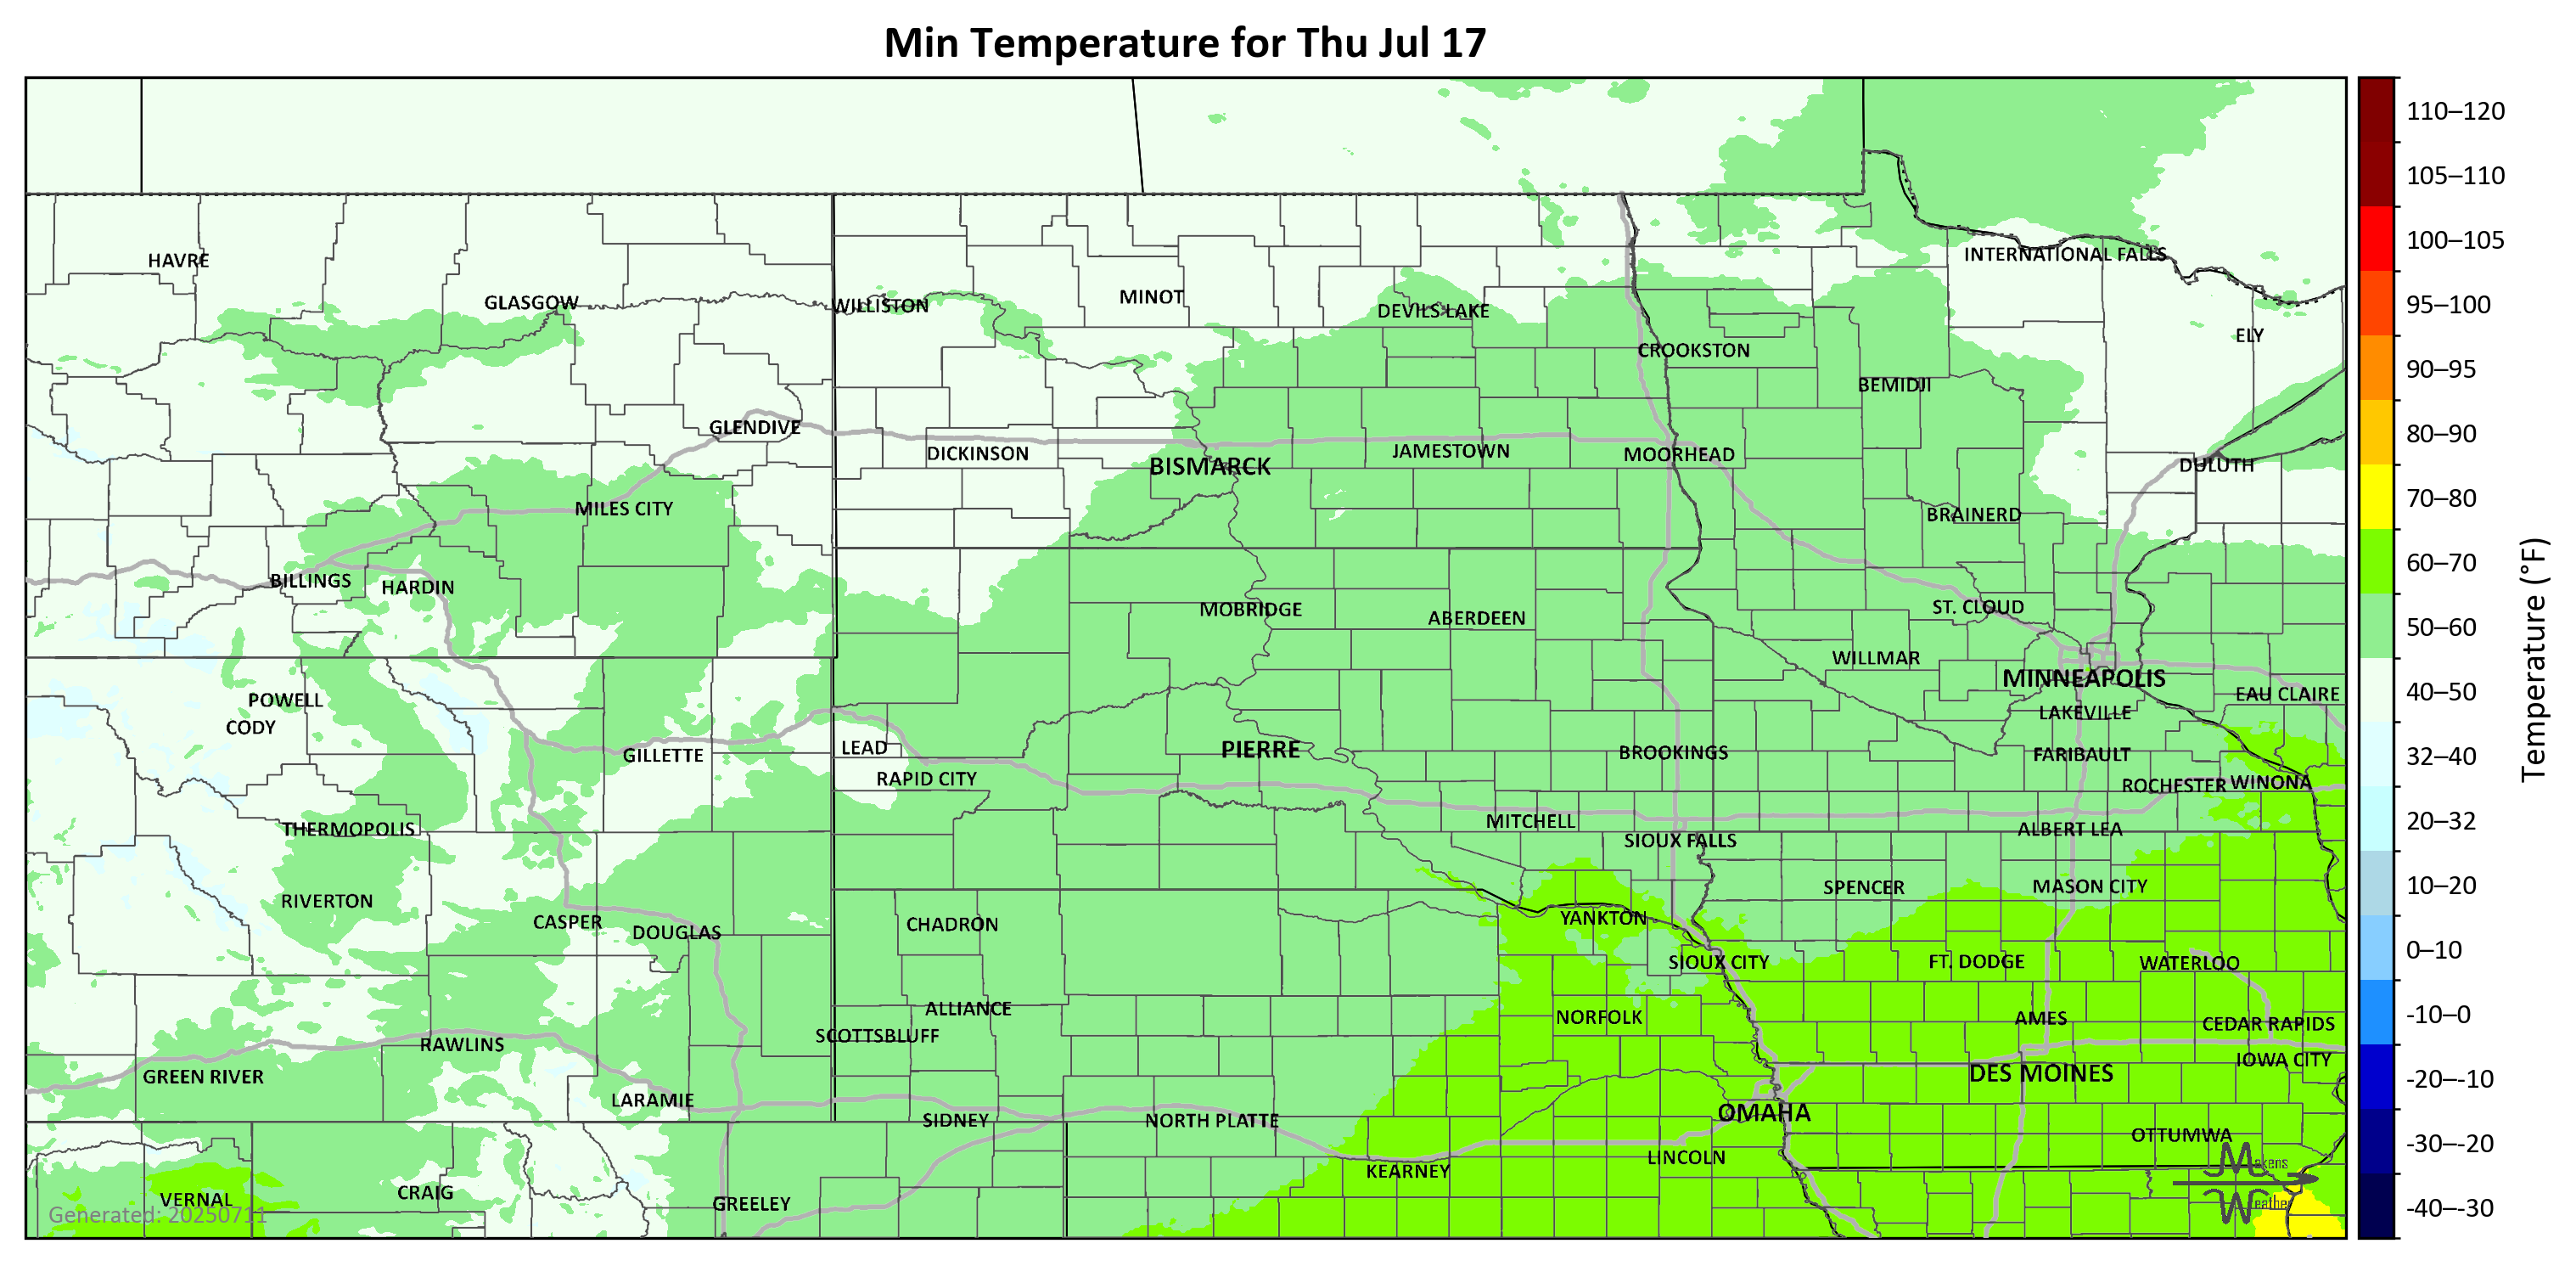 Min Temperature for Thu Jul 17
110–120
105–110
100–105
95–100
90–95
80–90
70–80
60–70
50–60
40–50
32–40
20–32
10–20
0–10
-10–0
-20–-10
-30–-20
-40–-30
Temperature (°F)
HAVRE
INTERNATIONAL FALLS
GLASGOW
WILLISTON
MINOT
DEVILS LAKE
ELY
CROOKSTON
BEMIDJI
GLENDIVE
DICKINSON
BISMARCK
JAMESTOWN
MOORHEAD
DULUTH
MILES CITY
BRAINERD
BILLINGS
HARDIN
MOBRIDGE
ABERDEEN
ST. CLOUD
WILLMAR
MINNEAPOLIS
POWELL
EAU CLAIRE
CODY
LAKEVILLE
GILLETTE
LEAD
PIERRE
BROOKINGS
FARIBAULT
RAPID CITY
ROCHESTER
WINONA
THERMOPOLIS
MITCHELL
SIOUX FALLS
ALBERT LEA
RIVERTON
SPENCER
MASON CITY
CASPER
DOUGLAS
CHADRON
YANKTON
SIOUX CITY
FT. DODGE
WATERLOO
ALLIANCE
NORFOLK
AMES
CEDAR RAPIDS
SCOTTSBLUFF
RAWLINS
IOWA CITY
GREEN RIVER
DES MOINES
LARAMIE
OMAHA
SIDNEY
NORTH PLATTE
OTTUMWA
KEARNEY
LINCOLN
VERNAL
CRAIG
GREELEY
Makens
Weather
Generated: 20250711